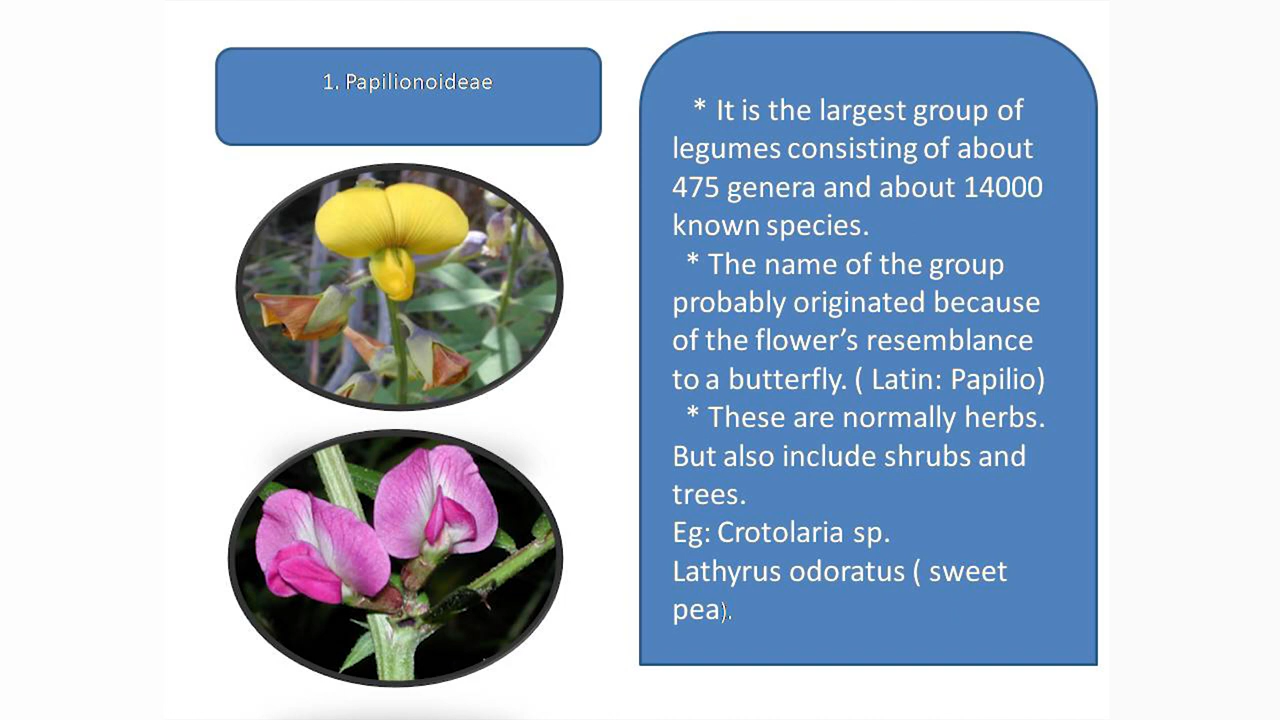 1. Papilionoideae
* It is the largest group of
legumes consisting of about
475 genera and about 14000
known species.
* The name of the group
probably originated because
of the flower’s resemblance
to a butterfly. ( Latin: Papilio)
* These are normally herbs.
But also include shrubs and
trees.
Eg: Crotolaria sp.
Lathyrus odoratus ( sweet
pea).